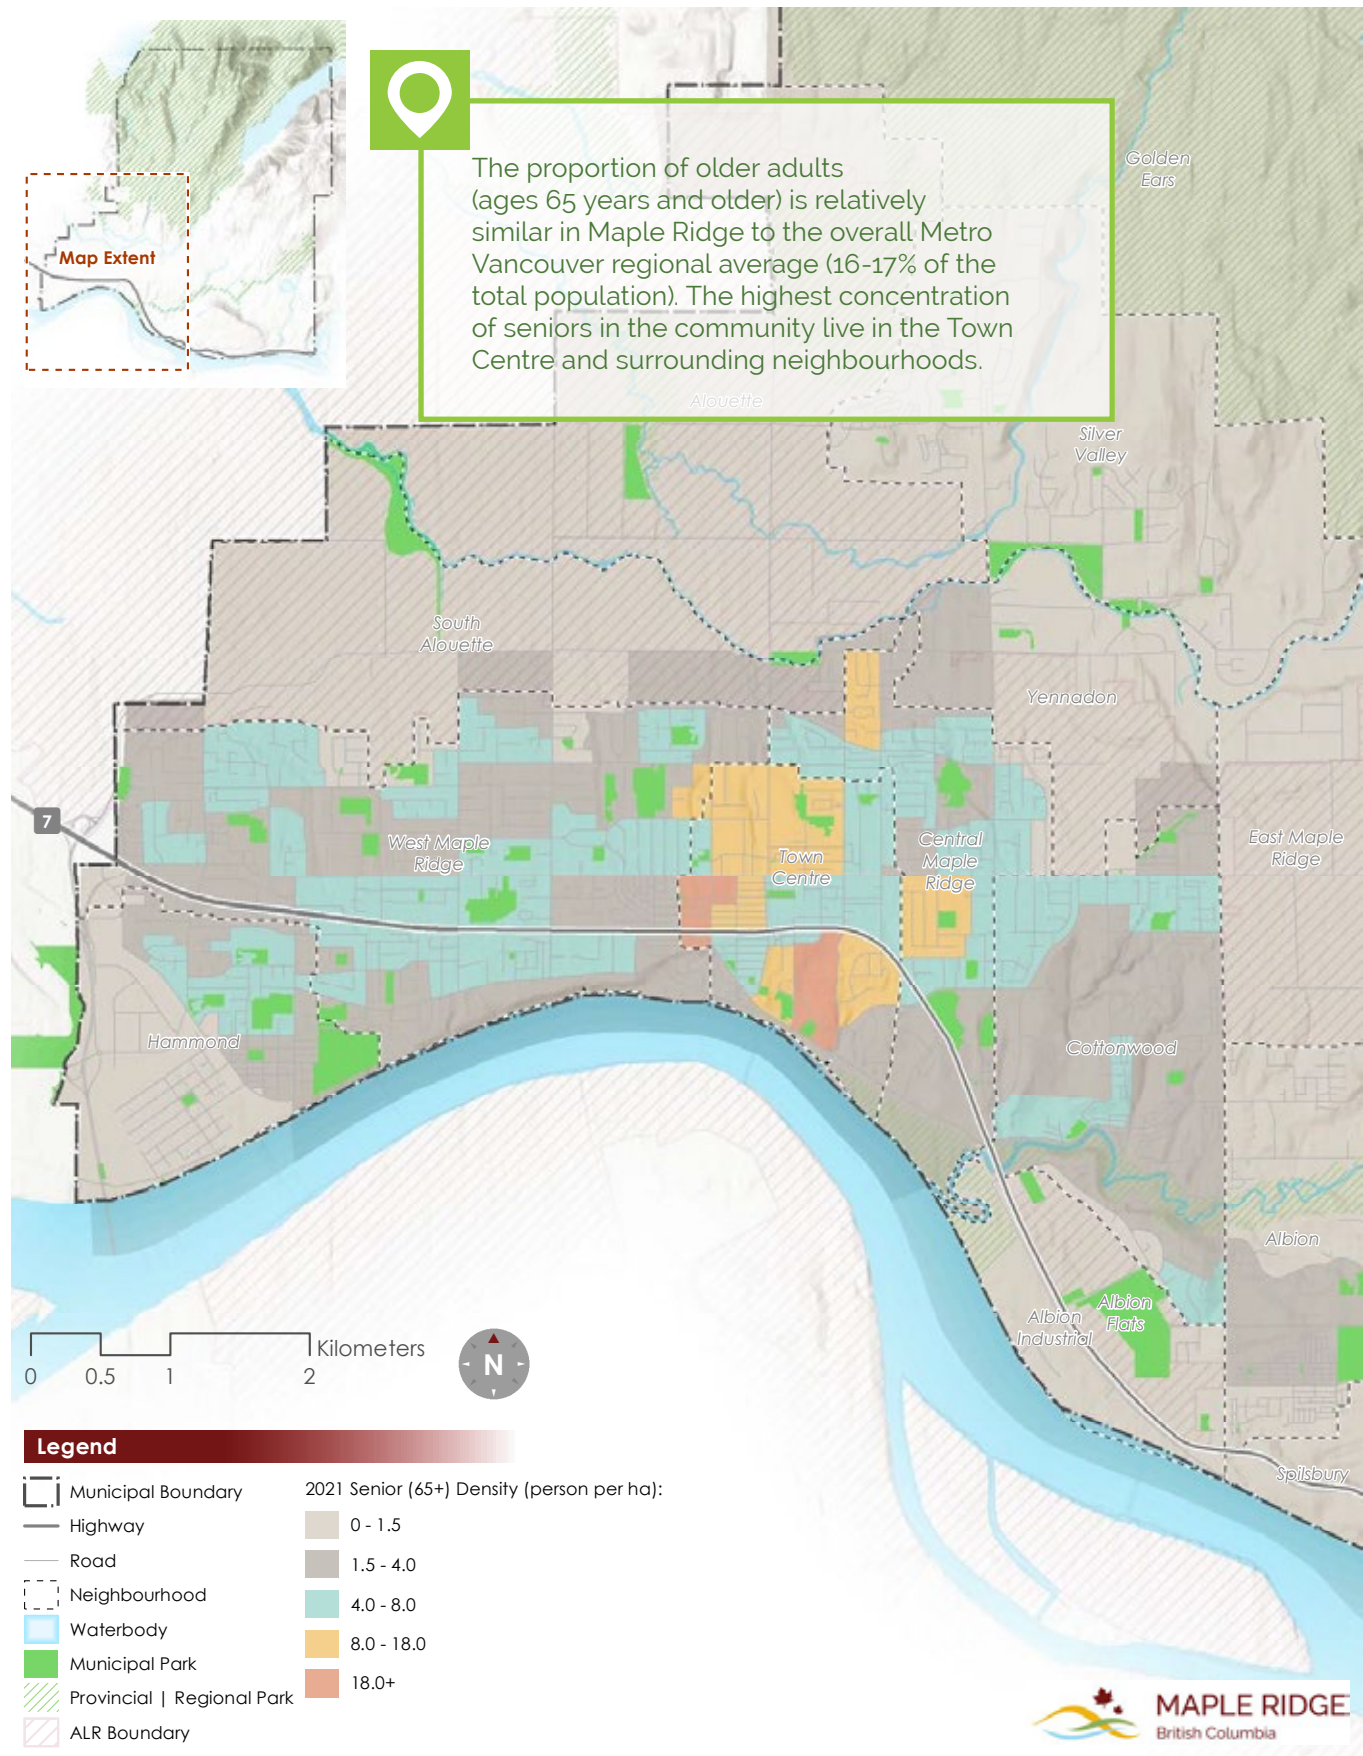 Map Extent
The proportion of older adults
(ages 65 years and older) is relatively
similar in Maple Ridge to the overall Metro
Vancouver regional average (16-17% of the
total population). The highest concentration
of seniors in the community live in the Town
Centre and surrounding neighbourhoods.
Golden
Ears
Alouette
Silver
Valley
South
Alouette
Yennadon
7
West Maple
Ridge
Town
Centre
Central
Maple
Ridge
East Maple
Ridge
Hammond
Cottonwood
Albion
Albion
Industrial
Albion
Flats
Spilsbury
0 0.5 1 2 Kilometers
N
Legend
Municipal Boundary
Highway
Road
Neighbourhood
Waterbody
Municipal Park
Provincial | Regional Park
ALR Boundary
2021 Senior (65+) Density (person per ha):
0 - 1.5
1.5 - 4.0
4.0 - 8.0
8.0 - 18.0
18.0+
MAPLE RIDGE
British Columbia